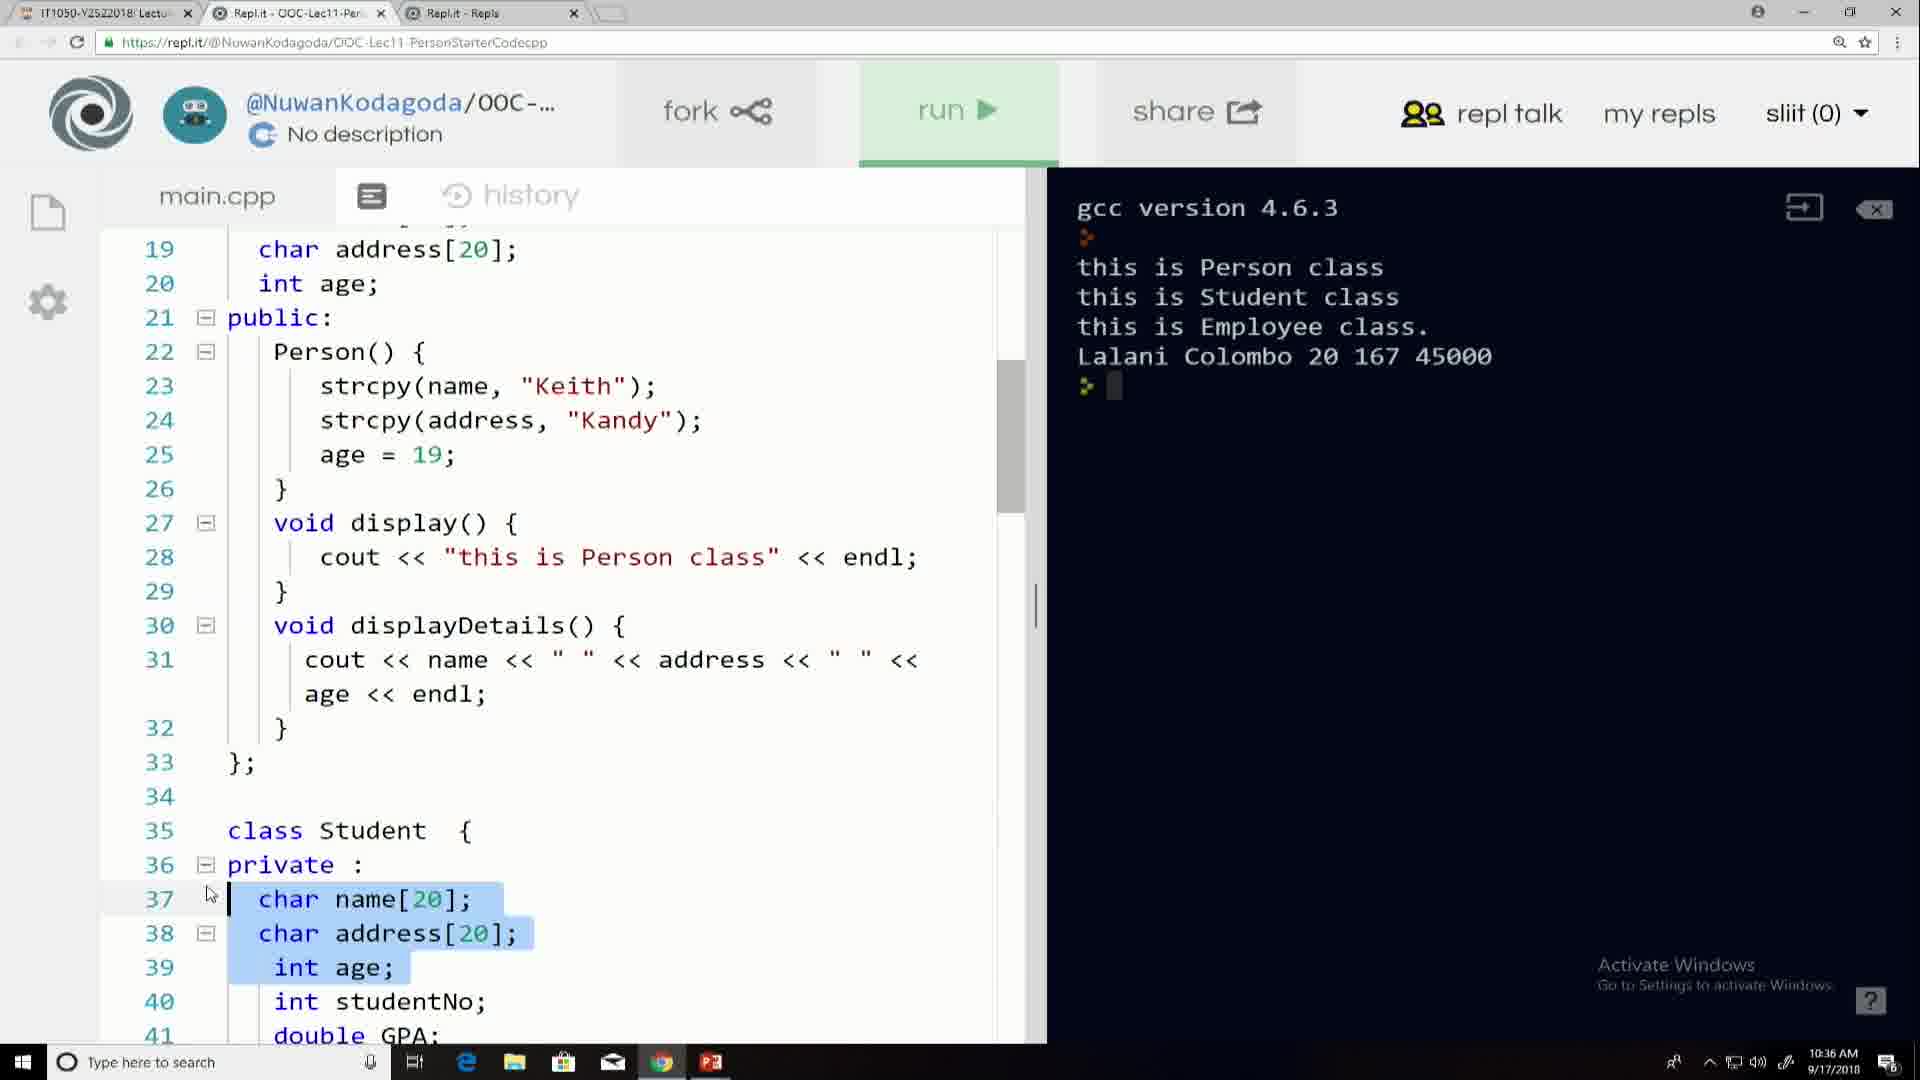 IT1050-Y2S22018: Lectu
Repl.it - OOC-Lec11-Per
Repl.it - Repls
https://repl.it/@NuwanKodagoda/OOC-Lec11-PersonStarterCodecpp
@NuwanKodagoda/OOC-...
No description
fork
run
share
repl talk
my repls
sliit (0)
main.cpp
history
19 char address[20];
20 int age;
21 public:
22 Person() {
23 strcpy(name, "Keith");
24 strcpy(address, "Kandy");
25 age = 19;
26 }
27 void display() {
28 cout << "this is Person class" << endl;
29 }
30 void displayDetails() {
31 cout << name << " " << address << " " <<
age << endl;
32 }
33 };
34
35 class Student {
36 private :
37 char name[20];
38 char address[20];
39 int age;
40 int studentNo;
41 double GPA;
gcc version 4.6.3
this is Person class
this is Student class
this is Employee class.
Lalani Colombo 20 167 45000
Activate Windows
Go to Settings to activate Windows.
?
Type here to search
10:36 AM
9/17/2018